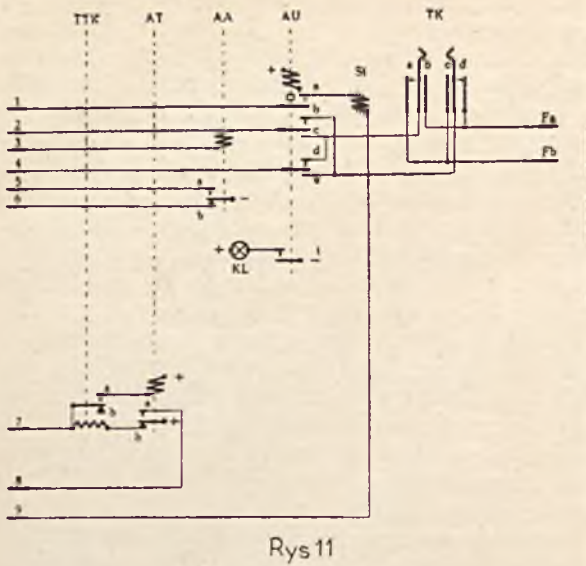 TTK AT AA AU TK
+ a Si a b c d
1 b
2 c Fa
3
4 d Fb
e
5 a
6 b -
+ KL -
a +
7 b a +
b
8
9
Rys 11